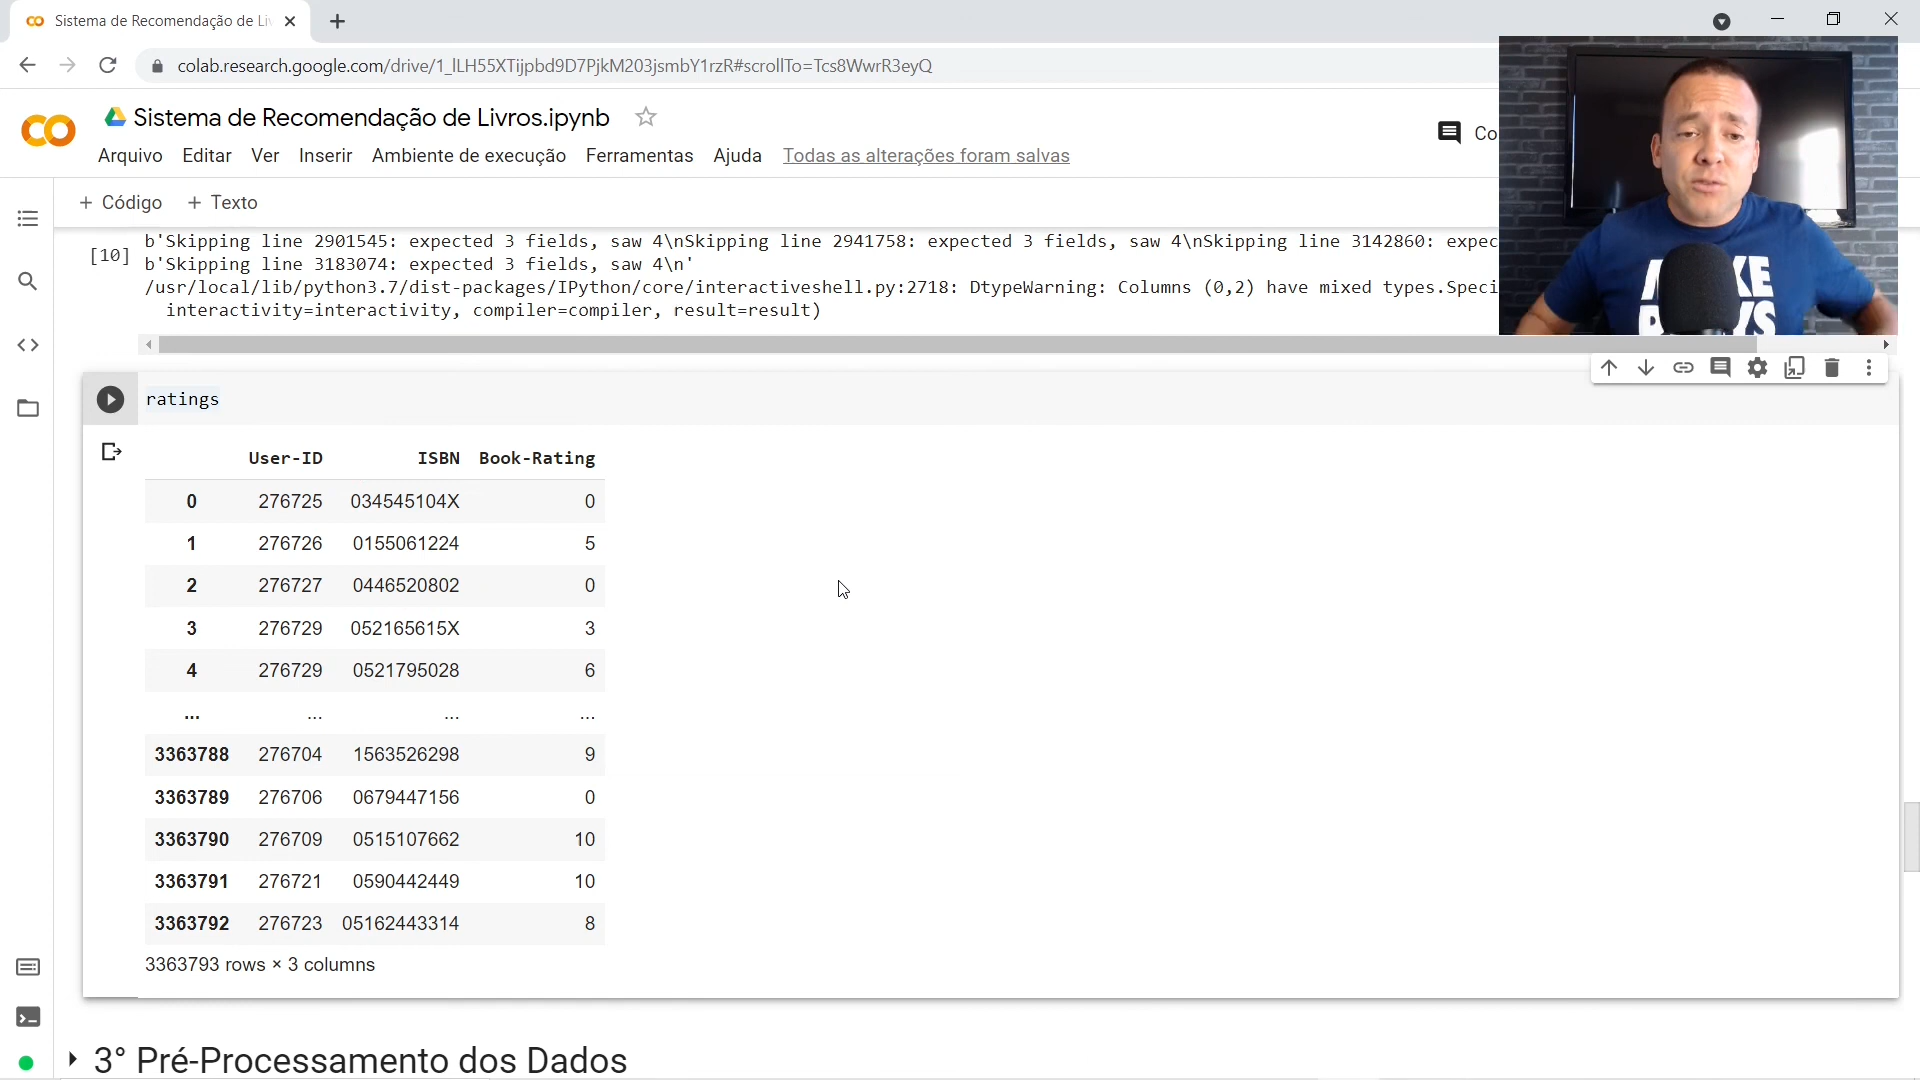 Sistema de Recomendação de Li
colab.research.google.com/drive/1_lLH55XTijpbd9D7PjkM203jsmbY1rzR#scrollTo=Tcs8WwrR3eyQ
Sistema de Recomendação de Livros.ipynb
Co
Arquivo Editar Ver Inserir Ambiente de execução Ferramentas Ajuda Todas as alterações foram salvas
+ Código + Texto
b'Skipping line 2901545: expected 3 fields, saw 4\nSkipping line 2941758: expected 3 fields, saw 4\nSkipping line 3142860: expec
[10]
b'Skipping line 3183074: expected 3 fields, saw 4\n'
/usr/local/lib/python3.7/dist-packages/IPython/core/interactiveshell.py:2718: DtypeWarning: Columns (0,2) have mixed types.Speci
interactivity=interactivity, compiler=compiler, result=result)
ratings
User-ID ISBN Book-Rating
0 276725 034545104X 0
1 276726 0155061224 5
2 276727 0446520802 0
3 276729 052165615X 3
4 276729 0521795028 6
... ... ... ...
3363788 276704 1563526298 9
3363789 276706 0679447156 0
3363790 276709 0515107662 10
3363791 276721 0590442449 10
3363792 276723 05162443314 8
3363793 rows × 3 columns
3° Pré-Processamento dos Dados